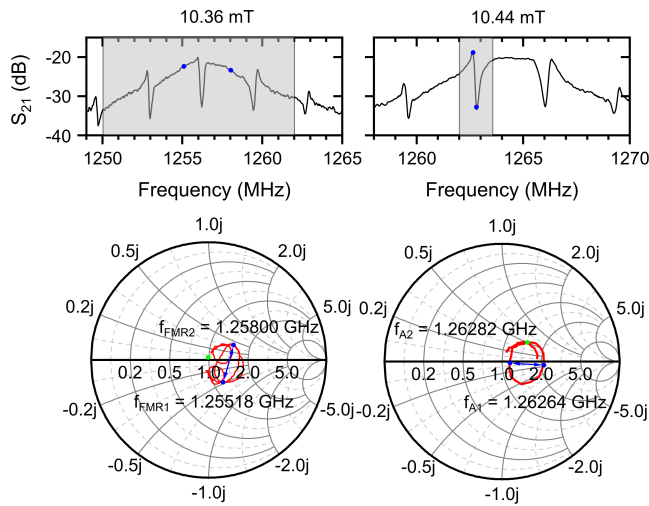 10.36 mT
10.44 mT
S21 (dB)
-20
-30
-40
1250 1255 1260 1265
1260 1265 1270
Frequency (MHz)
Frequency (MHz)
1.0j
0.5j 2.0j
0.2j 5.0j
fFMR2 = 1.25800 GHz
0.2 0.5 1.0 2.0 5.0
fFMR1 = 1.25518 GHz
-0.2j -5.0j
-0.5j -2.0j
-1.0j
1.0j
0.5j 2.0j
0.2j 5.0j
fA2 = 1.26282 GHz
0.2 0.5 1.0 2.0 5.0
fA1 = 1.26264 GHz
-0.2j -5.0j
-0.5j -2.0j
-1.0j